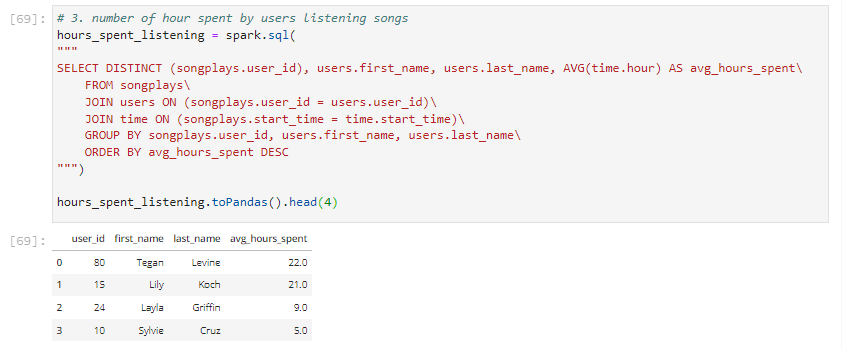 [69]: # 3. number of hour spent by users listening songs
hours_spent_listening = spark.sql(
"""
SELECT DISTINCT (songplays.user_id), users.first_name, users.last_name, AVG(time.hour) AS avg_hours_spent\
FROM songplays\
JOIN users ON (songplays.user_id = users.user_id)\
JOIN time ON (songplays.start_time = time.start_time)\
GROUP BY songplays.user_id, users.first_name, users.last_name\
ORDER BY avg_hours_spent DESC
""")
hours_spent_listening.toPandas().head(4)
[69]: user_id first_name last_name avg_hours_spent
0 80 Tegan Levine 22.0
1 15 Lily Koch 21.0
2 24 Layla Griffin 9.0
3 10 Sylvie Cruz 5.0